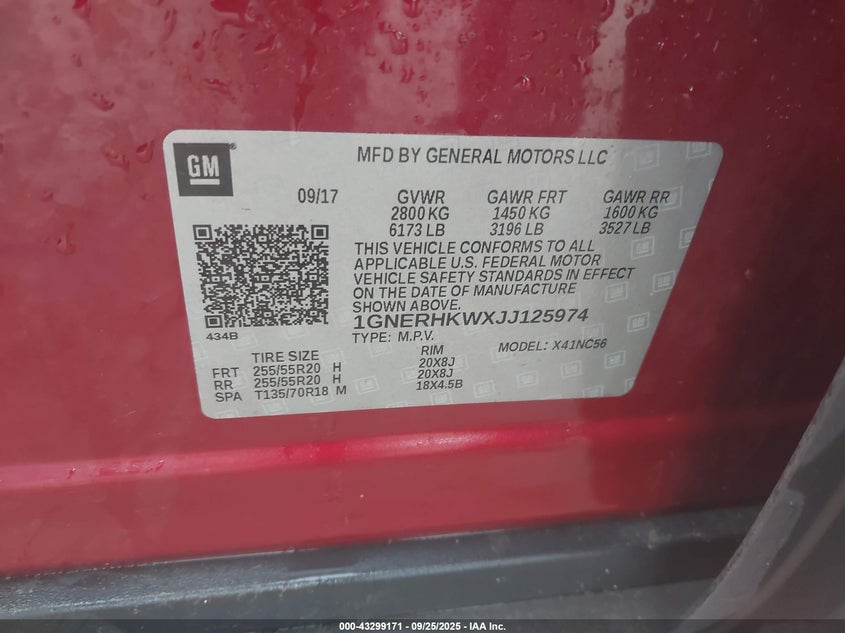 GM
MFD BY GENERAL MOTORS LLC
09/17 GVWR GAWR FRT GAWR RR
2800 KG 1450 KG 1600 KG
6173 LB 3196 LB 3527 LB
THIS VEHICLE CONFORMS TO ALL
APPLICABLE U.S. FEDERAL MOTOR
VEHICLE SAFETY STANDARDS IN EFFECT
ON THE DATE OF MANUFACTURE
SHOWN ABOVE.
1GNERHKWXJJ125974
434B
TYPE: M.P.V. MODEL: X41NC56
TIRE SIZE RIM
FRT 255/55R20 H 20X8J
RR 255/55R20 H 20X8J
SPA T135/70R18 M 18X4.5B
000-43299171 - 09/25/2025 - IAA Inc.